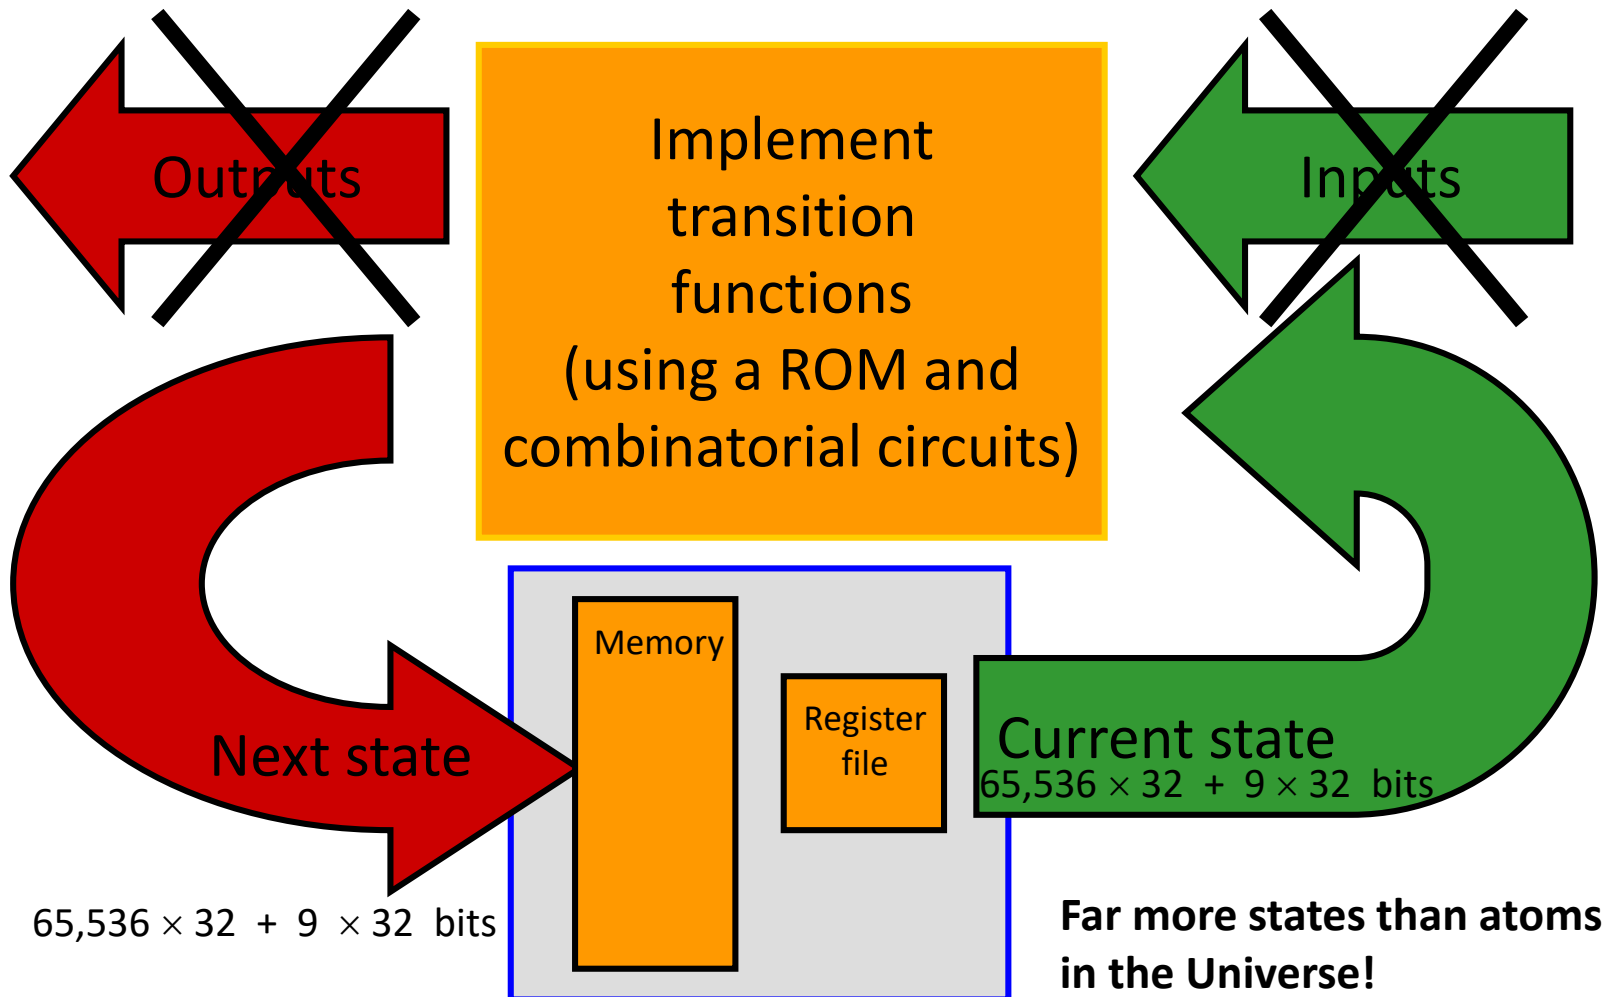 Outputs
Implement
transition
functions
(using a ROM and
combinatorial circuits)
Inputs
Memory
Register
file
Next state
Current state
65,536 × 32 + 9 × 32 bits
65,536 × 32 + 9 × 32 bits
Far more states than atoms
in the Universe!